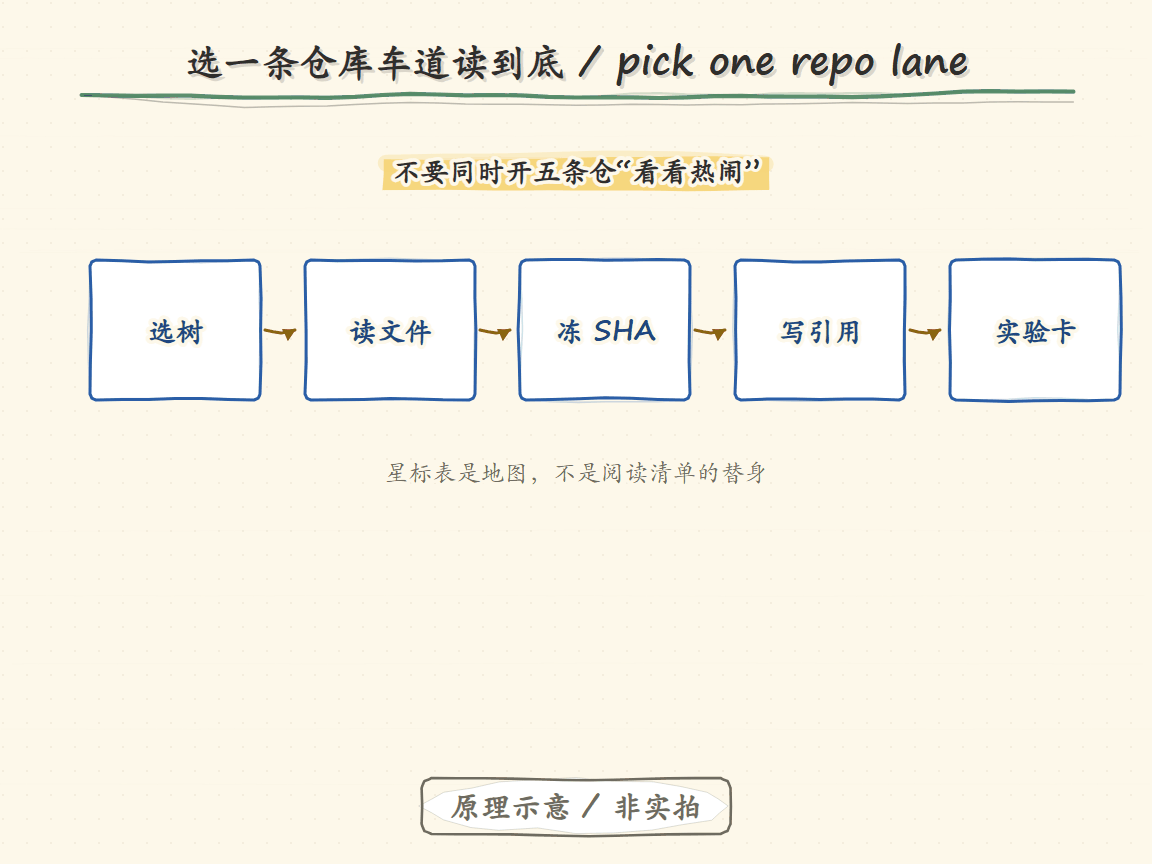 选一条仓库车道读到底 / pick one repo lane
不要同时开五条仓“看看热闹”
选树
读文件
冻 SHA
写引用
实验卡
星标表是地图，不是阅读清单的替身
原理示意 / 非实拍